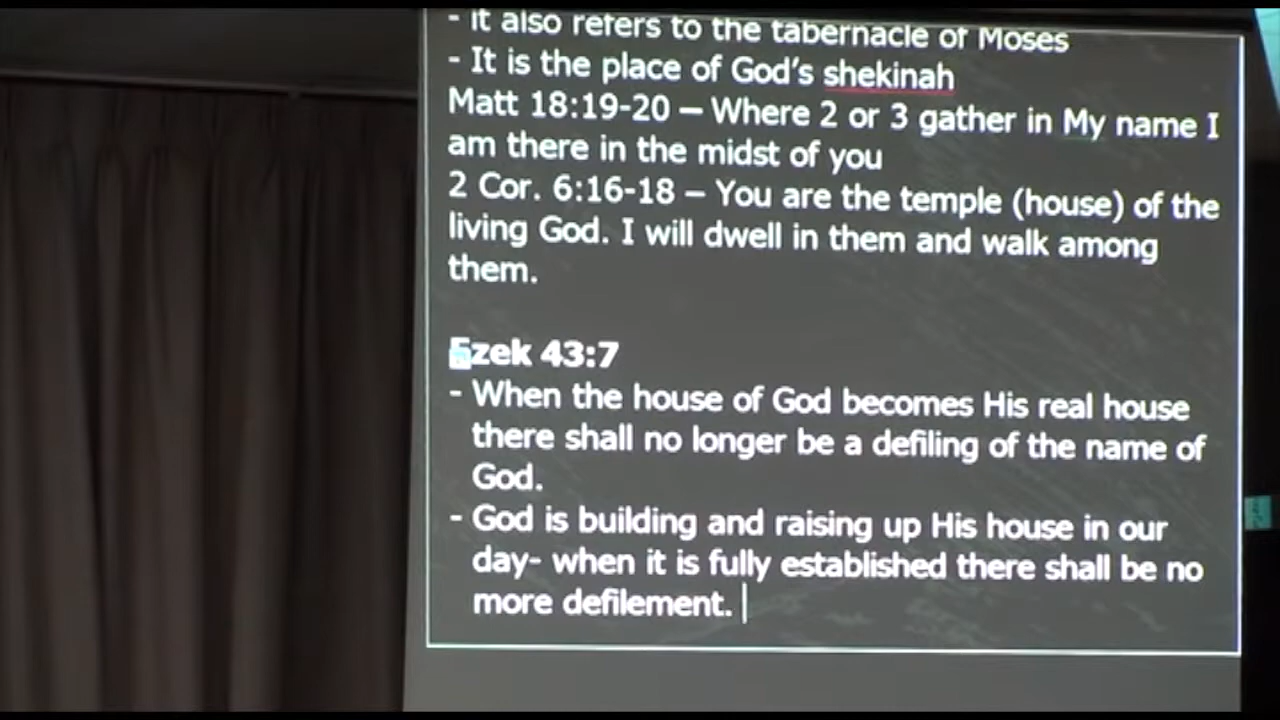 - it also refers to the tabernacle of Moses
- It is the place of God's shekinah
Matt 18:19-20 – Where 2 or 3 gather in My name I
am there in the midst of you
2 Cor. 6:16-18 – You are the temple (house) of the
living God. I will dwell in them and walk among
them.
Ezek 43:7
- When the house of God becomes His real house
there shall no longer be a defiling of the name of
God.
- God is building and raising up His house in our
day- when it is fully established there shall be no
more defilement.